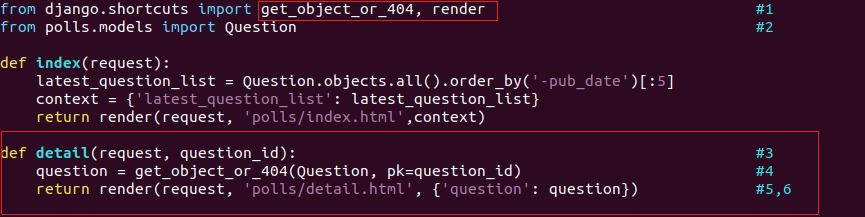 from django.shortcuts import get_object_or_404, render #1
from polls.models import Question #2
def index(request):
    latest_question_list = Question.objects.all().order_by('-pub_date')[:5]
    context = {'latest_question_list': latest_question_list}
    return render(request, 'polls/index.html',context)
def detail(request, question_id): #3
    question = get_object_or_404(Question, pk=question_id) #4
    return render(request, 'polls/detail.html', {'question': question}) #5,6